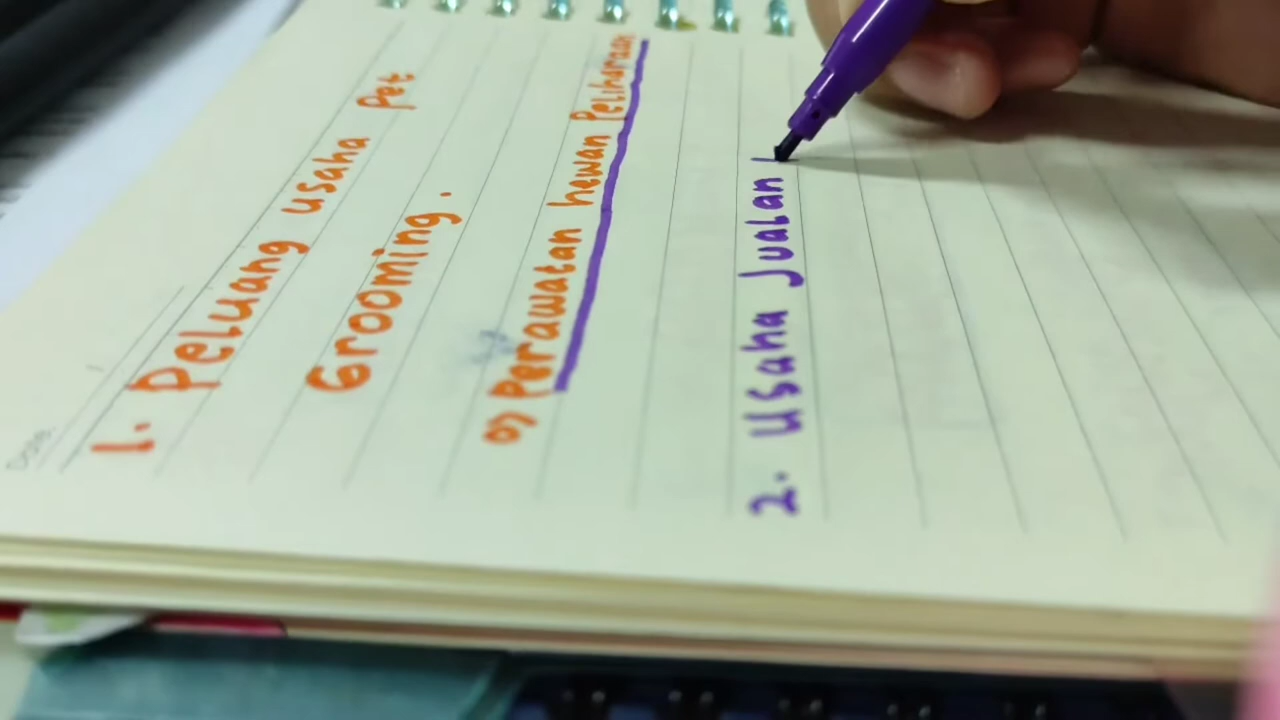 1. Peluang usaha Pet
Grooming.
Perawatan hewan Peliharaan
2. Usaha Jualan